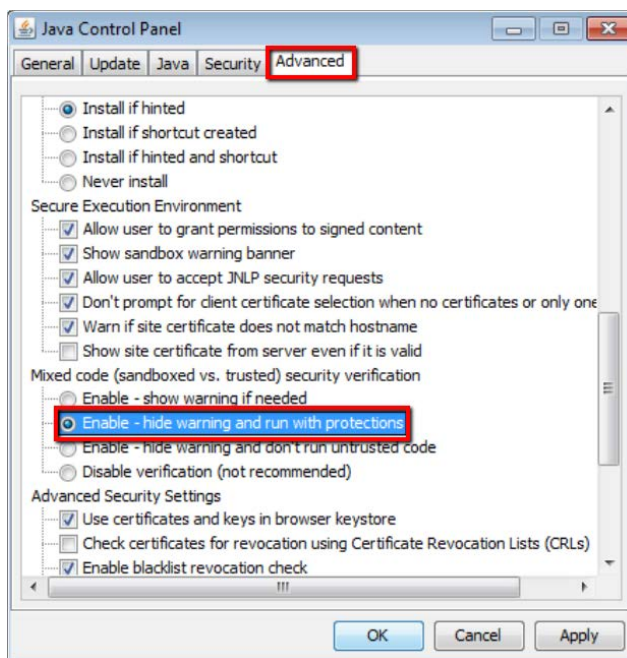 Java Control Panel
General Update Java Security Advanced
Install if hinted
Install if shortcut created
Install if hinted and shortcut
Never install
Secure Execution Environment
Allow user to grant permissions to signed content
Show sandbox warning banner
Allow user to accept JNLP security requests
Don't prompt for client certificate selection when no certificates or only one
Warn if site certificate does not match hostname
Show site certificate from server even if it is valid
Mixed code (sandboxed vs. trusted) security verification
Enable - show warning if needed
Enable - hide warning and run with protections
Enable - hide warning and don't run untrusted code
Disable verification (not recommended)
Advanced Security Settings
Use certificates and keys in browser keystore
Check certificates for revocation using Certificate Revocation Lists (CRLs)
Enable blacklist revocation check
OK Cancel Apply